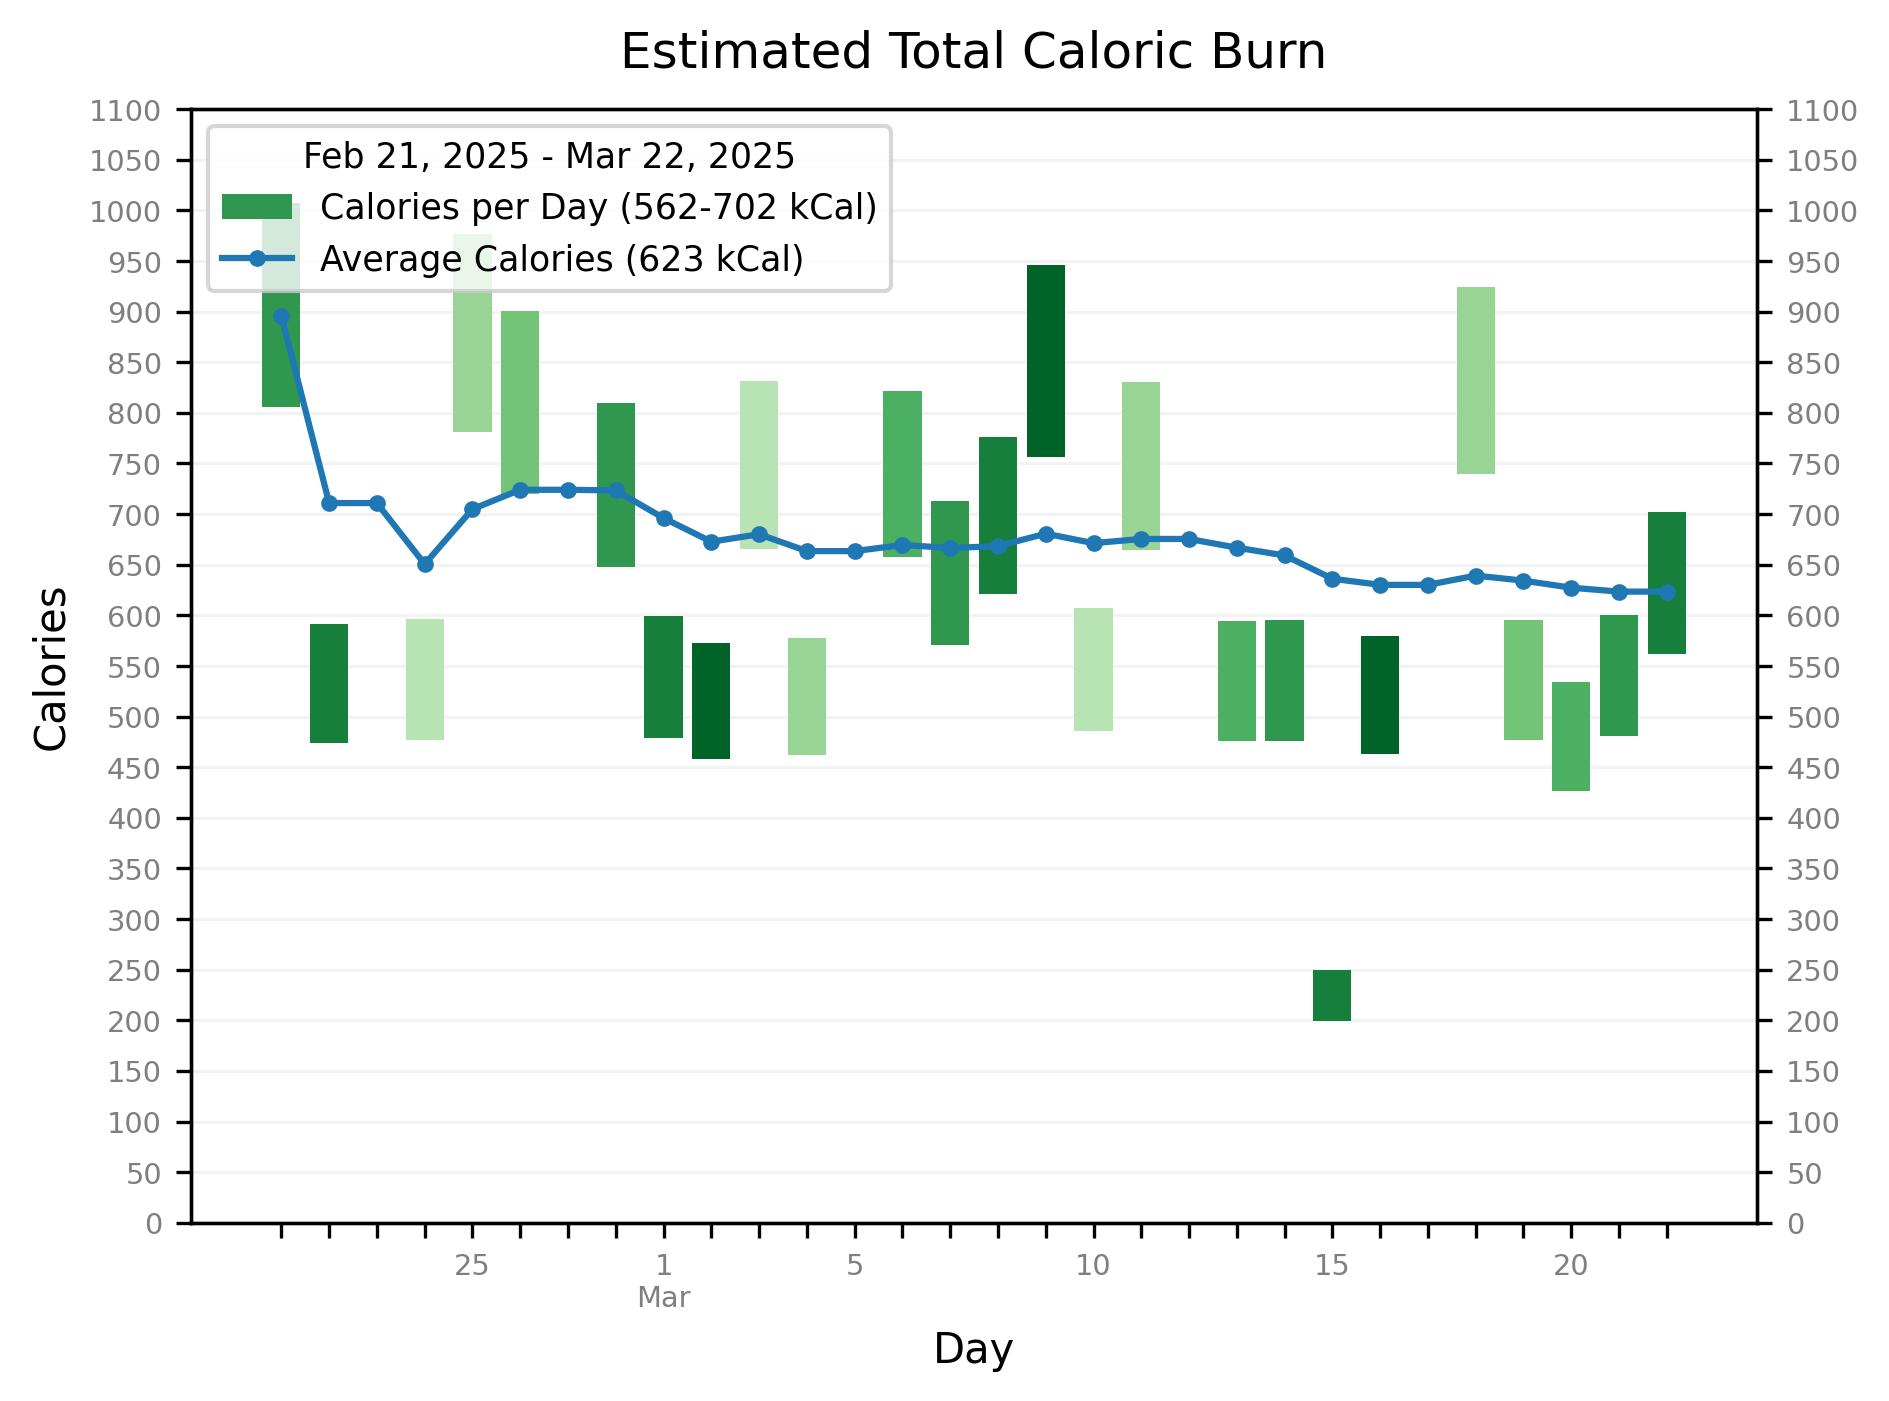 Estimated Total Caloric Burn
Feb 21, 2025 - Mar 22, 2025
Calories per Day (562-702 kCal)
Average Calories (623 kCal)
1100 1100
1050 1050
1000 1000
950 950
900 900
850 850
800 800
750 750
700 700
650 650
600 600
550 550
500 500
450 450
400 400
350 350
300 300
250 250
200 200
150 150
100 100
50 50
0 0
Calories
25 1 5 10 15 20
Mar
Day